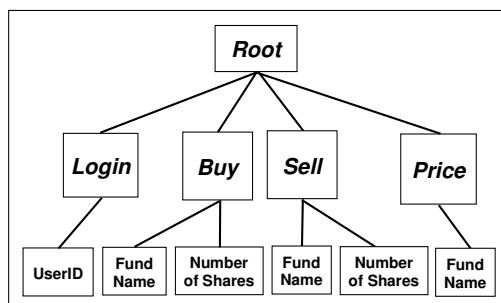 Root
Login
Buy
Sell
Price
UserID
Fund
Name
Number
of Shares
Fund
Name
Number
of Shares
Fund
Name